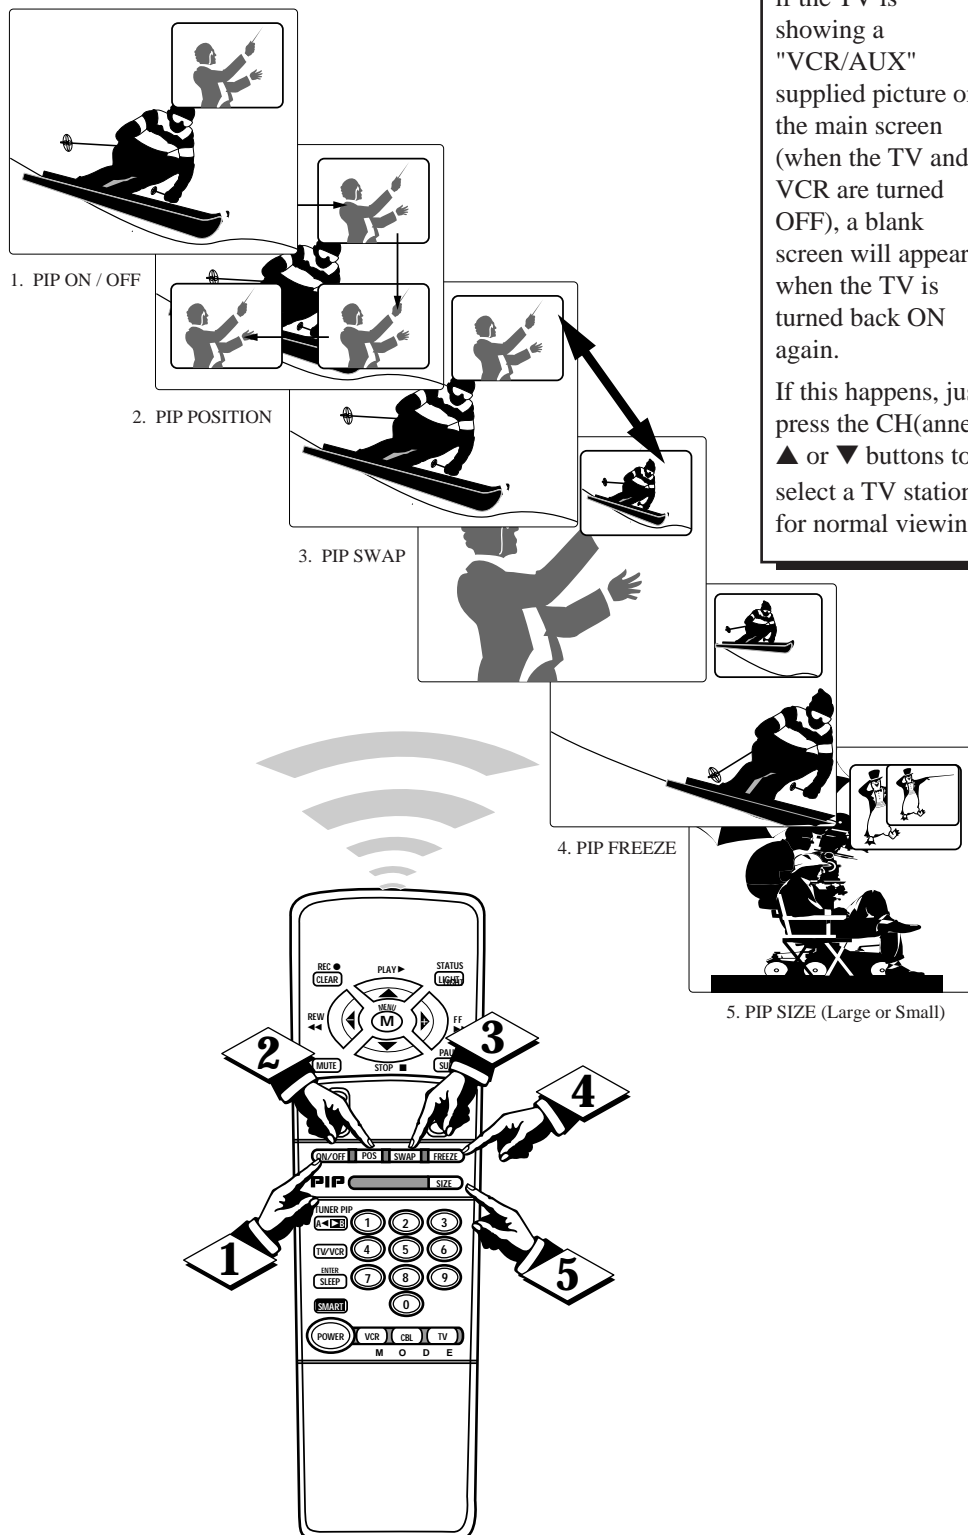 if the TV is
showing a
"VCR/AUX"
supplied picture on
the main screen
(when the TV and
VCR are turned
OFF), a blank
screen will appear
when the TV is
turned back ON
again.
If this happens, just
press the CH(annel
▲ or ▼ buttons to
select a TV station
for normal viewin
1. PIP ON / OFF
2. PIP POSITION
3. PIP SWAP
4. PIP FREEZE
5. PIP SIZE (Large or Small)
REC ● PLAY ▶ STATUS
CLEAR LIGHT
MENU
REW M FF
◀◀
MUTE STOP ■
2
3
4
ON/OFF POS SWAP FREEZE
PIP SIZE
TUNER PIP
A◀▶B 1 2 3
TV/VCR 4 5 6
ENTER
SLEEP 7 8 9
1
5
SMART 0
POWER VCR CBL TV
M O D E